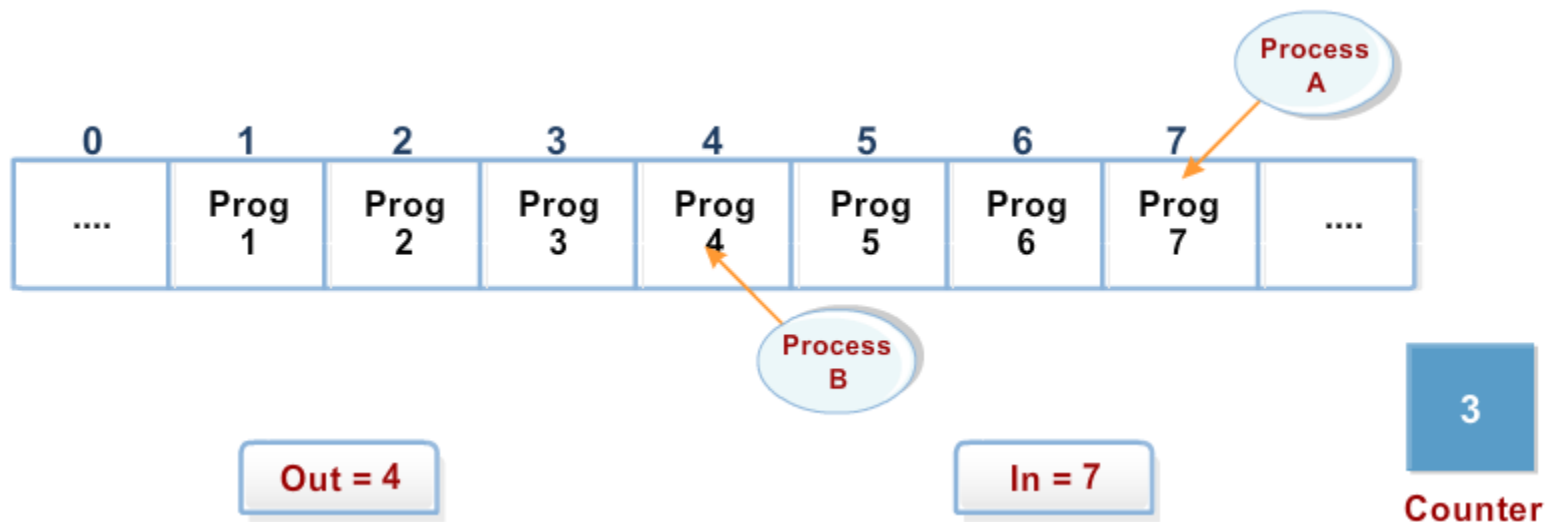 Process
A
0 1 2 3 4 5 6 7
.... Prog Prog Prog Prog Prog Prog Prog ....
1 2 3 4 5 6 7
Process
B
3
Out = 4 In = 7
Counter